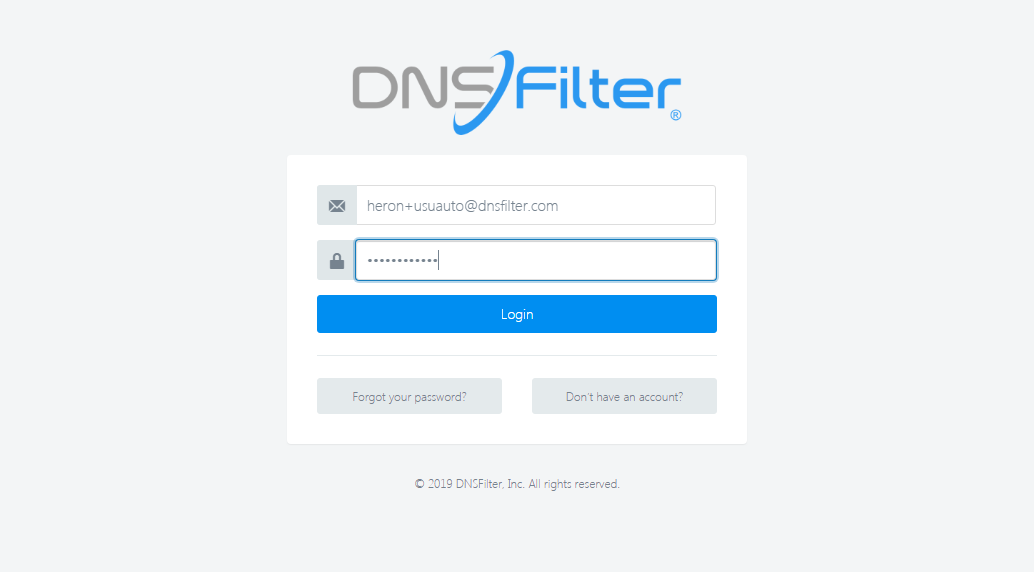 DNSFilter®
heron+usuauto@dnsfilter.com
••••••••••••
Login
Forgot your password?
Don't have an account?
© 2019 DNSFilter, Inc. All rights reserved.